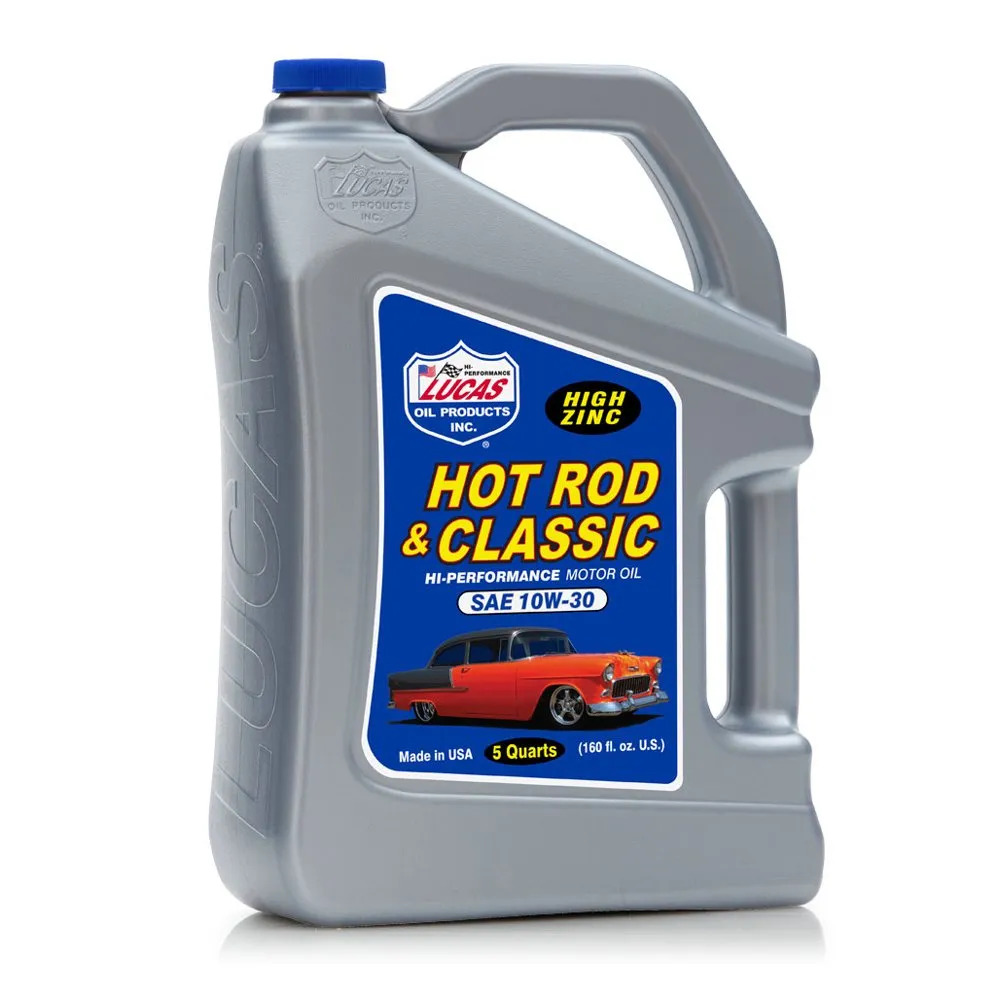 LUCAS
OIL PRODUCTS
INC.
LUCAS
HI-
PERFORMANCE
LUCAS
OIL PRODUCTS
INC.
®
HIGH
ZINC
HOT ROD
& CLASSIC
HI-PERFORMANCE MOTOR OIL
SAE 10W-30
Made in USA 5 Quarts (160 fl. oz. U.S.)